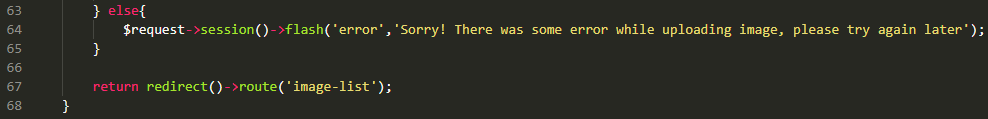 63 } else{
64 $request->session()->flash('error','Sorry! There was some error while uploading image, please try again later');
65 }
66
67 return redirect()->route('image-list');
68 }